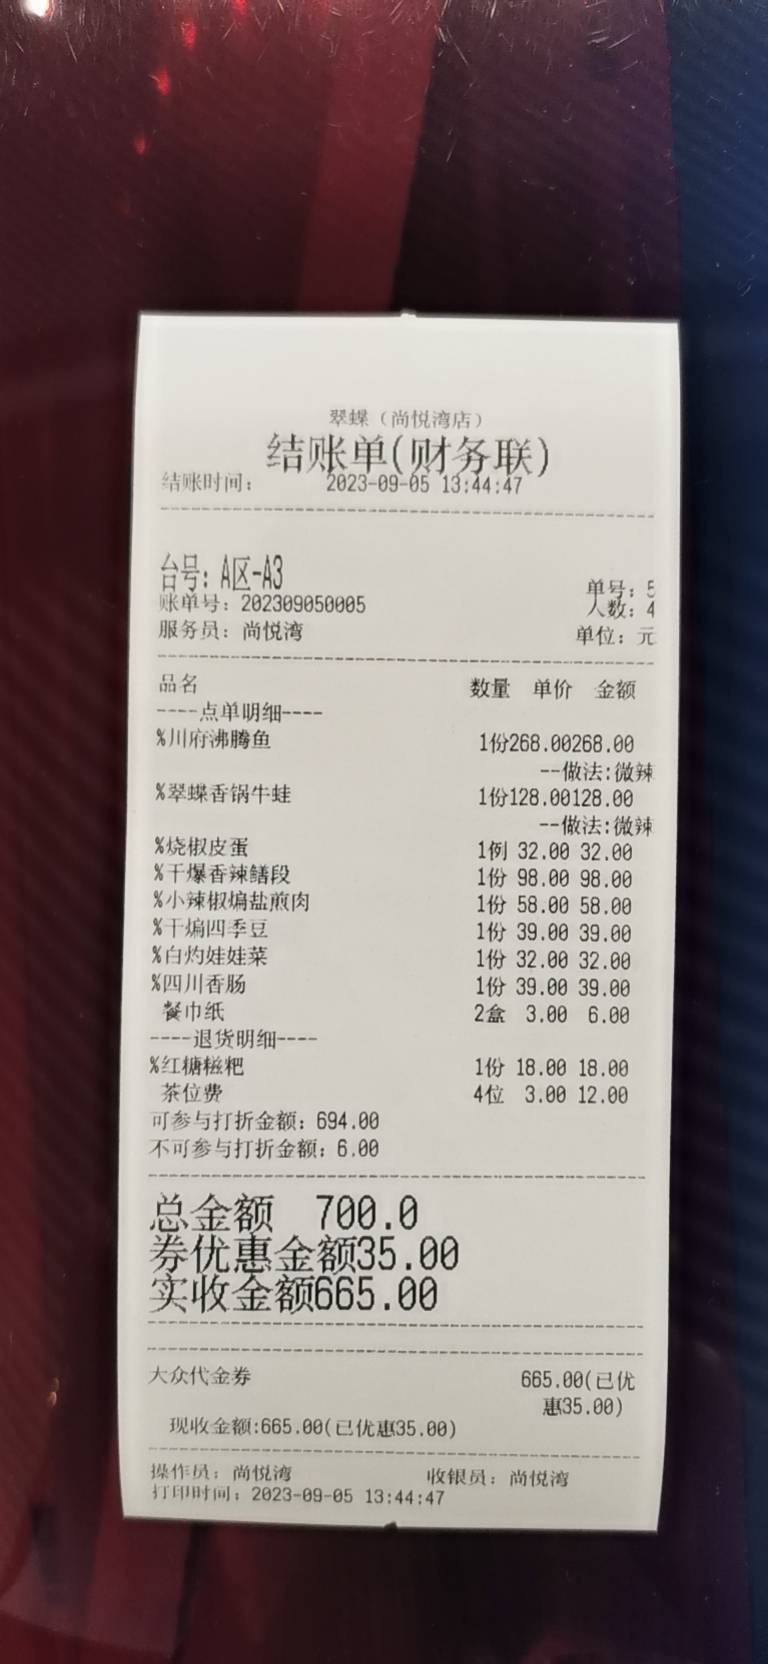 翠蝶（尚悦湾店）
结账单(财务联)
结账时间： 2023-09-05 13:44:47
台号：A区-A3
单号：5
账单号：202309050005
人数：4
服务员：尚悦湾
单位：元
品名 数量 单价 金额
----点单明细----
%川府沸腾鱼 1份268.00268.00
--做法:微辣
%翠蝶香锅牛蛙 1份128.00128.00
--做法:微辣
%烧椒皮蛋 1例 32.00 32.00
%干爆香辣鳝段 1份 98.00 98.00
%小辣椒煸盐煎肉 1份 58.00 58.00
%干煸四季豆 1份 39.00 39.00
%白灼娃娃菜 1份 32.00 32.00
%四川香肠 1份 39.00 39.00
餐巾纸 2盒 3.00 6.00
----退货明细----
%红糖糍粑 1份 18.00 18.00
茶位费 4位 3.00 12.00
可参与打折金额：694.00
不可参与打折金额：6.00
总金额 700.0
券优惠金额35.00
实收金额665.00
大众代金券 665.00(已优
惠35.00)
现收金额:665.00(已优惠35.00)
操作员：尚悦湾 收银员：尚悦湾
打印时间：2023-09-05 13:44:47